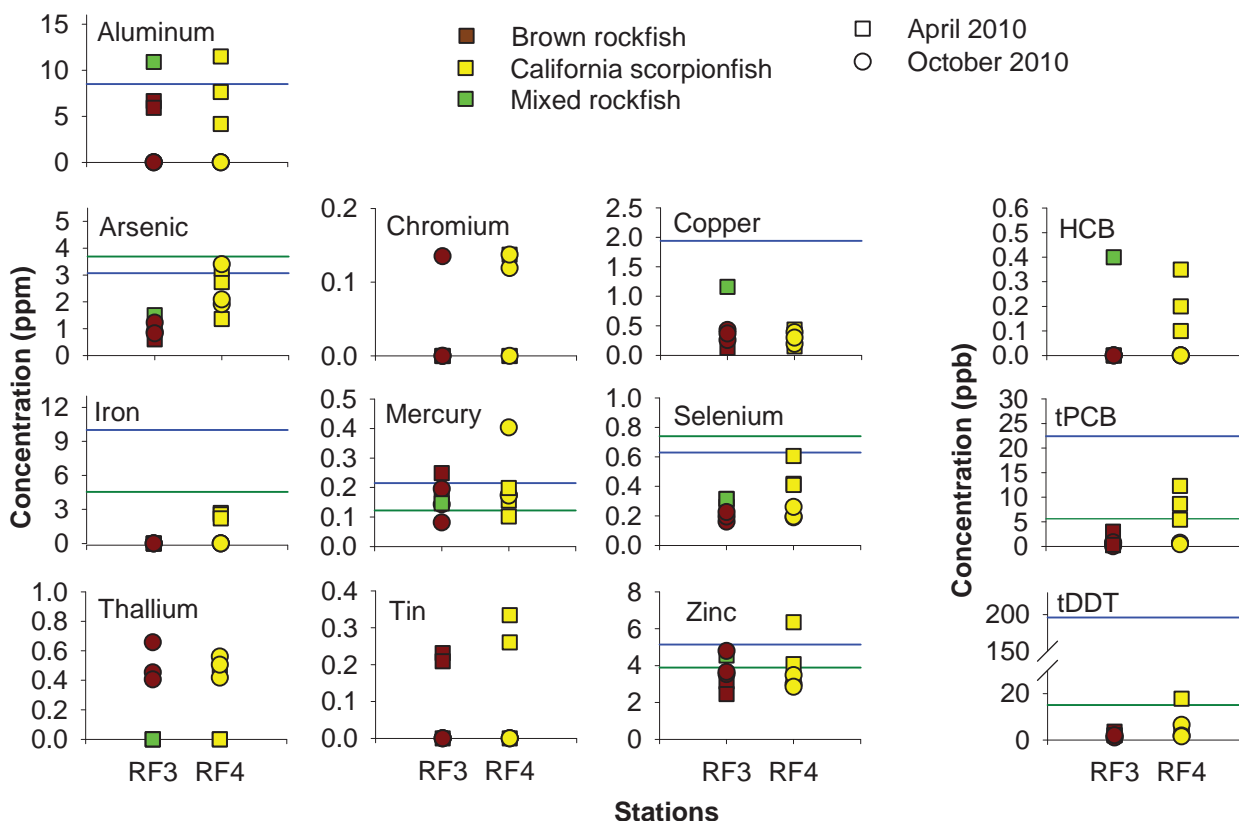 Brown rockfish
California scorpionfish
Mixed rockfish
April 2010
October 2010
Aluminum
15
10
5
0
Concentration (ppm)
Arsenic
5
4
3
2
1
0
Chromium
0.2
0.1
0.0
Copper
2.5
2.0
1.5
1.0
0.5
0.0
Concentration (ppb)
HCB
0.6
0.5
0.4
0.3
0.2
0.1
0.0
Iron
12
9
6
3
0
Mercury
0.5
0.4
0.3
0.2
0.1
0.0
Selenium
1.0
0.8
0.6
0.4
0.2
0.0
tPCB
30
25
20
15
10
5
0
Thallium
1.0
0.8
0.6
0.4
0.2
0.0
RF3 RF4
Tin
0.4
0.3
0.2
0.1
0.0
RF3 RF4
Zinc
8
6
4
2
0
RF3 RF4
tDDT
200
150
20
0
RF3 RF4
Stations